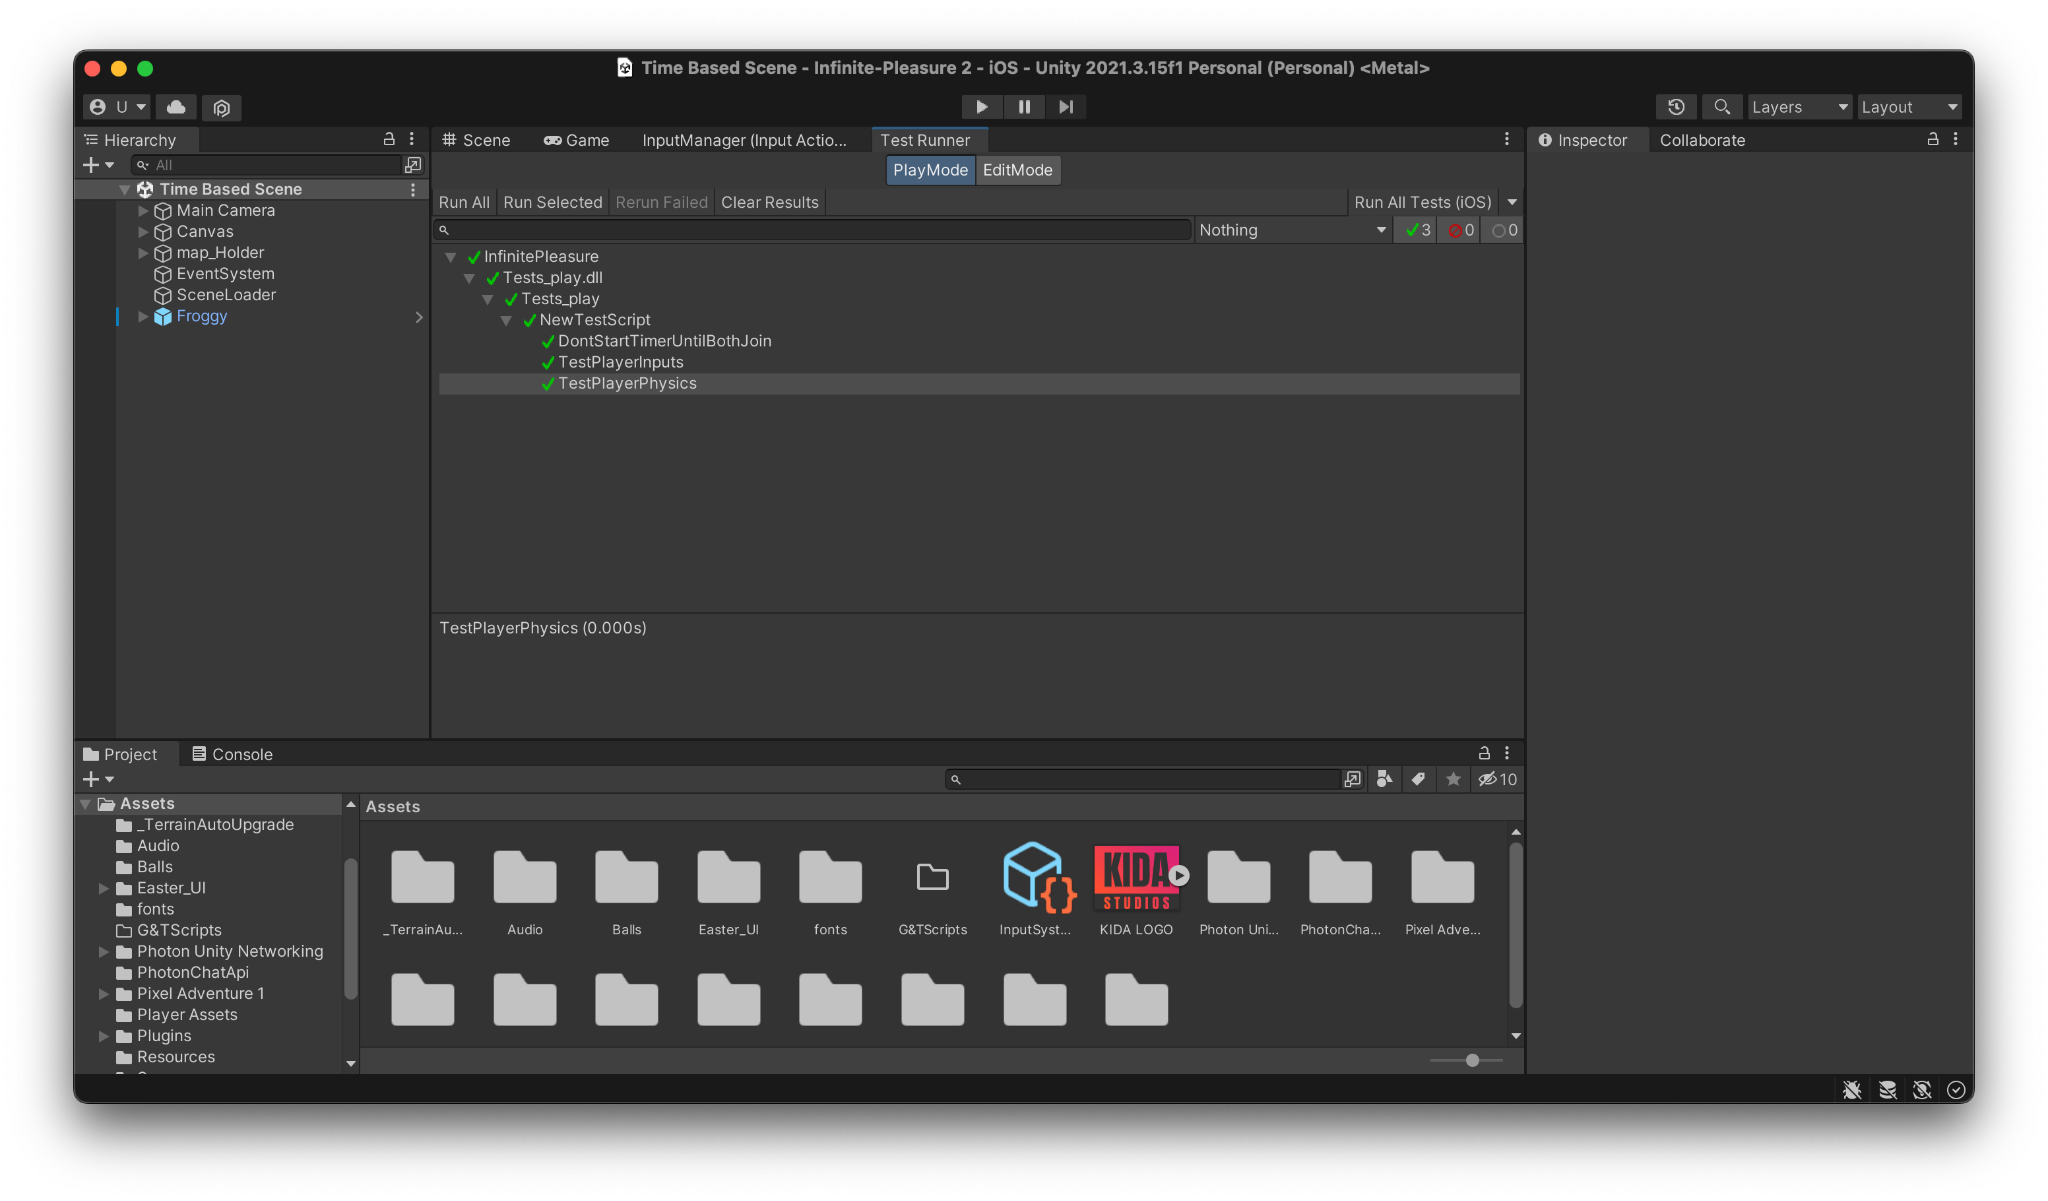 Time Based Scene - Infinite-Pleasure 2 - iOS - Unity 2021.3.15f1 Personal (Personal) <Metal>
U
Layers
Layout
Hierarchy
All
Time Based Scene
Main Camera
Canvas
map_Holder
EventSystem
SceneLoader
Froggy
Scene
Game
InputManager (Input Actio...
Test Runner
PlayMode
EditMode
Run All
Run Selected
Rerun Failed
Clear Results
Run All Tests (iOS)
Nothing
3
0
0
InfinitePleasure
Tests_play.dll
Tests_play
NewTestScript
DontStartTimerUntilBothJoin
TestPlayerInputs
TestPlayerPhysics
TestPlayerPhysics (0.000s)
Inspector
Collaborate
Project
Console
10
Assets
_TerrainAutoUpgrade
Audio
Balls
Easter_UI
fonts
G&TScripts
Photon Unity Networking
PhotonChatApi
Pixel Adventure 1
Player Assets
Plugins
Resources
Assets
KIDA
STUDIOS
_TerrainAu...
Audio
Balls
Easter_UI
fonts
G&TScripts
InputSyst...
KIDA LOGO
Photon Uni...
PhotonCha...
Pixel Adve...